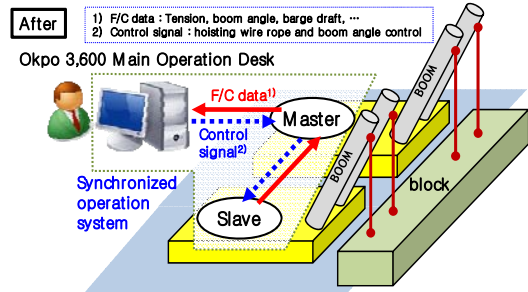 After
1) F/C data : Tension, boom angle, barge draft, …
2) Control signal : hoisting wire rope and boom angle control
Okpo 3,600 Main Operation Desk
F/C data1)
Master
Control
signal2)
BOOM
BOOM
block
Synchronized
operation
system
Slave